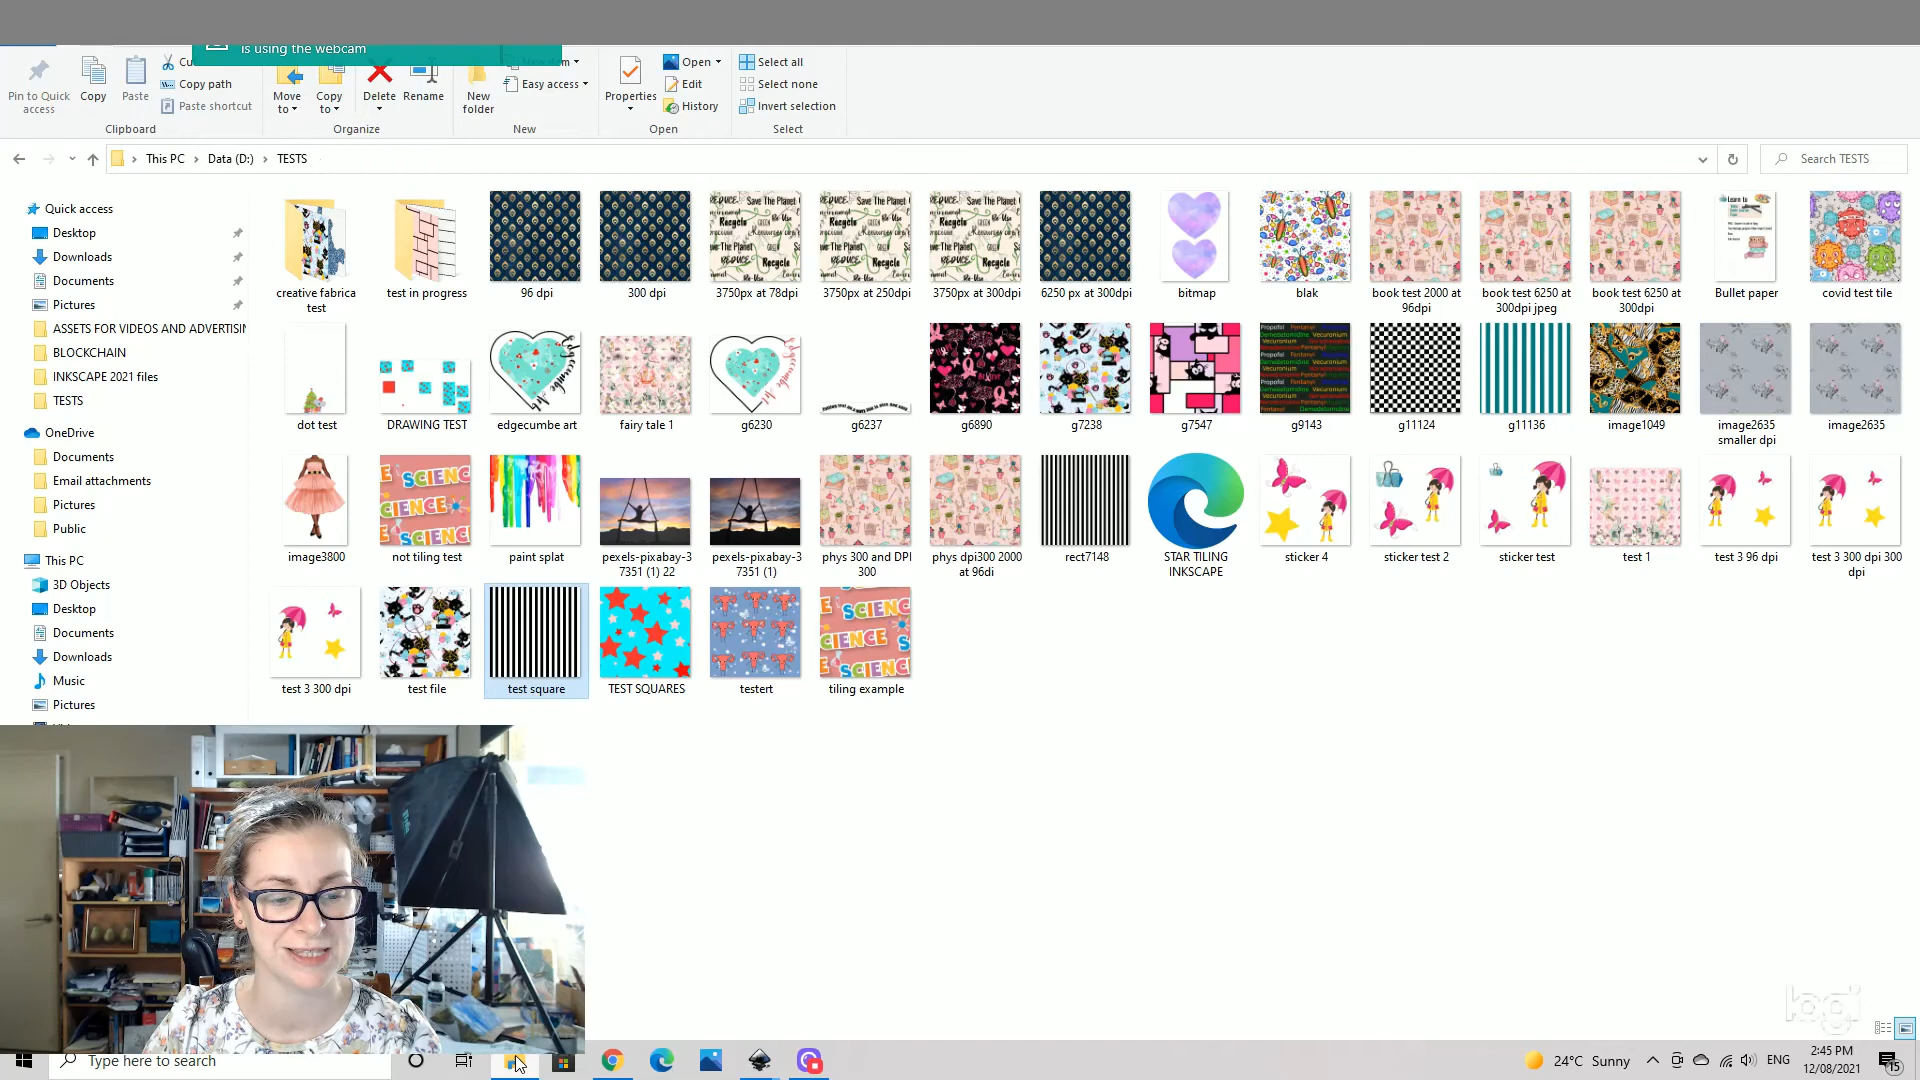 is using the webcam
Pin to Quick access
Copy
Paste
Copy path
Paste shortcut
Clipboard
Move to
Copy to
Delete
Rename
Organize
New folder
Easy access
New
Properties
Open
Edit
History
Open
Select all
Select none
Invert selection
Select
This PC > Data (D:) > TESTS
Search TESTS
Quick access
Desktop
Downloads
Documents
Pictures
ASSETS FOR VIDEOS AND ADVERTISIN
BLOCKCHAIN
INKSCAPE 2021 files
TESTS
OneDrive
Documents
Email attachments
Pictures
Public
This PC
3D Objects
Desktop
Documents
Downloads
Music
Pictures
creative fabrica test
test in progress
96 dpi
300 dpi
3750px at 78dpi
3750px at 250dpi
3750px at 300dpi
6250 px at 300dpi
bitmap
blak
book test 2000 at 96dpi
book test 6250 at 300dpi jpeg
book test 6250 at 300dpi
Bullet paper
covid test tile
dot test
DRAWING TEST
edgecumbe art
fairy tale 1
g6230
g6237
g6890
g7238
g7547
g9143
g11124
g11136
image1049
image2635 smaller dpi
image2635
image3800
not tiling test
paint splat
pexels-pixabay-37351 (1) 22
pexels-pixabay-37351 (1)
phys 300 and DPI 300
phys dpi300 2000 at 96di
rect7148
STAR TILING INKSCAPE
sticker 4
sticker test 2
sticker test
test 1
test 3 96 dpi
test 3 300 dpi 300 dpi
test 3 300 dpi
test file
test square
TEST SQUARES
testert
tiling example
logi
Type here to search
24°C Sunny
ENG
2:45 PM
12/08/2021
15